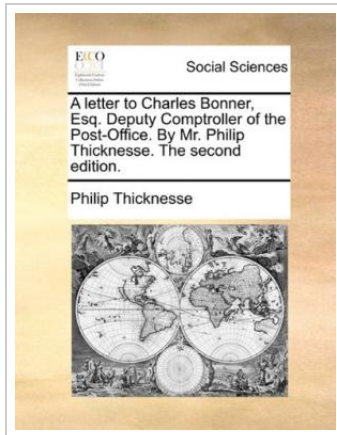 ECCO
Social Sciences
A letter to Charles Bonner,
Esq. Deputy Comptroller of the
Post-Office. By Mr. Philip
Thicknesse. The second
edition.
Philip Thicknesse